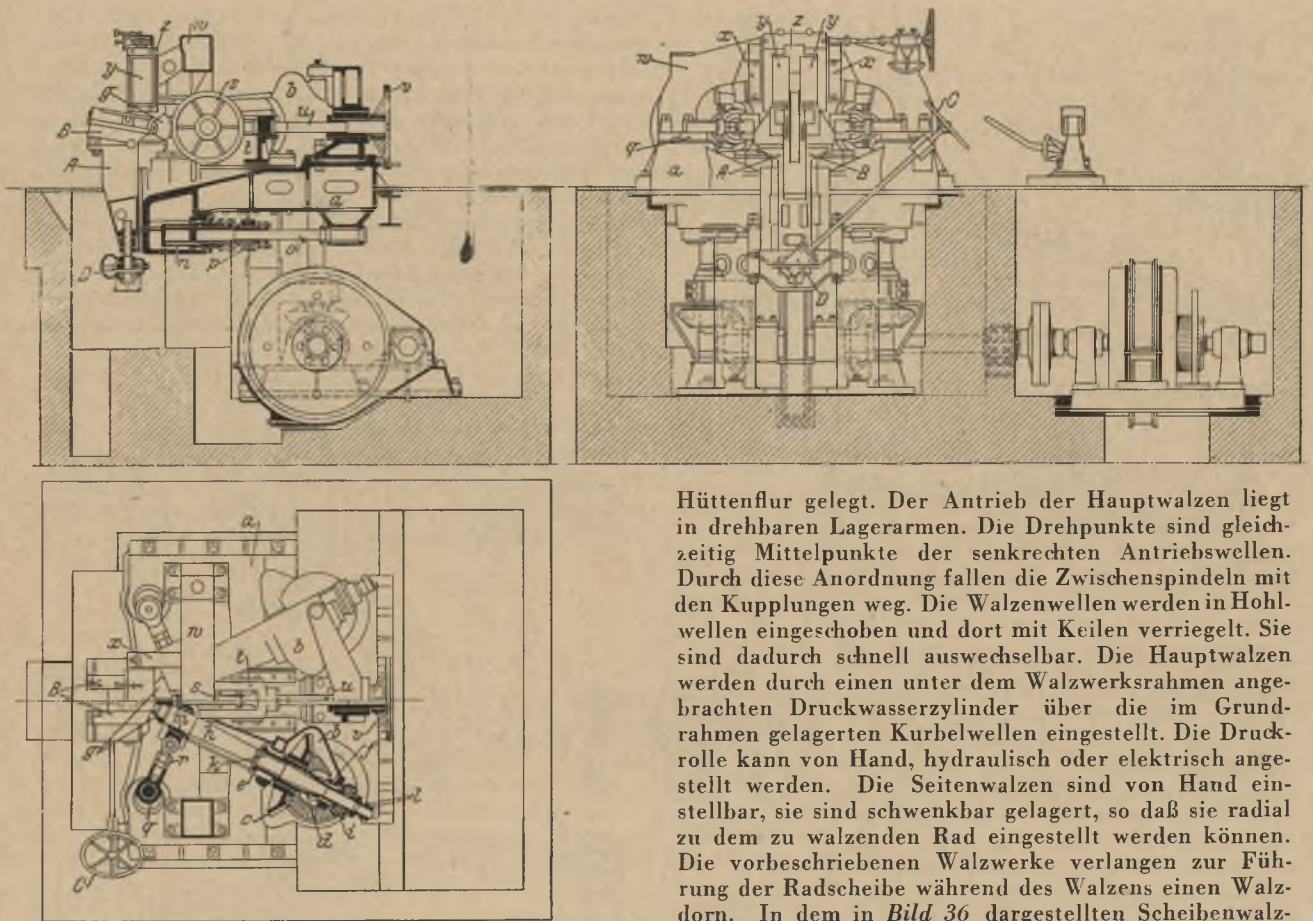 Hüttenflur gelegt. Der Antrieb der Hauptwalzen liegt
in drehbaren Lagerarmen. Die Drehpunkte sind gleich-
zeitig Mittelpunkte der senkrechten Antriebswellen.
Durch diese Anordnung fallen die Zwischenspindeln mit
den Kupplungen weg. Die Walzenwellen werden in Hohl-
wellen eingeschoben und dort mit Keilen verriegelt. Sie
sind dadurch schnell auswechselbar. Die Hauptwalzen
werden durch einen unter dem Walzwerksrahmen ange-
brachten Druckwasserzylinder über die im Grund-
rahmen gelagerten Kurbelwellen eingestellt. Die Druck-
rolle kann von Hand, hydraulisch oder elektrisch ange-
stellt werden. Die Seitenwalzen sind von Hand ein-
stellbar, sie sind schwenkbar gelagert, so daß sie radial
zu dem zu walzenden Rad eingestellt werden können.
Die vorbeschriebenen Walzwerke verlangen zur Füh-
rung der Radscheibe während des Walzens einen Walz-
dorn. In dem in Bild 36 dargestellten Scheibenwalz-